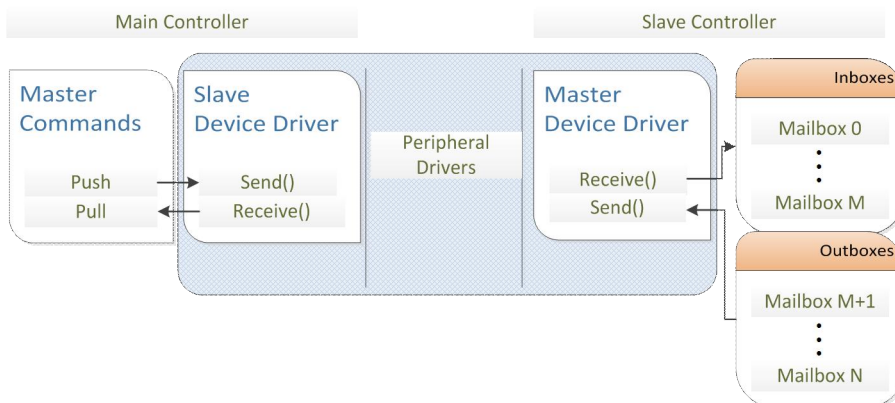 Main Controller
Slave Controller
Master
Commands
Push
Pull
Slave
Device Driver
Send()
Receive()
Peripheral
Drivers
Master
Device Driver
Receive()
Send()
Inboxes
Mailbox 0
Mailbox M
Outboxes
Mailbox M+1
Mailbox N